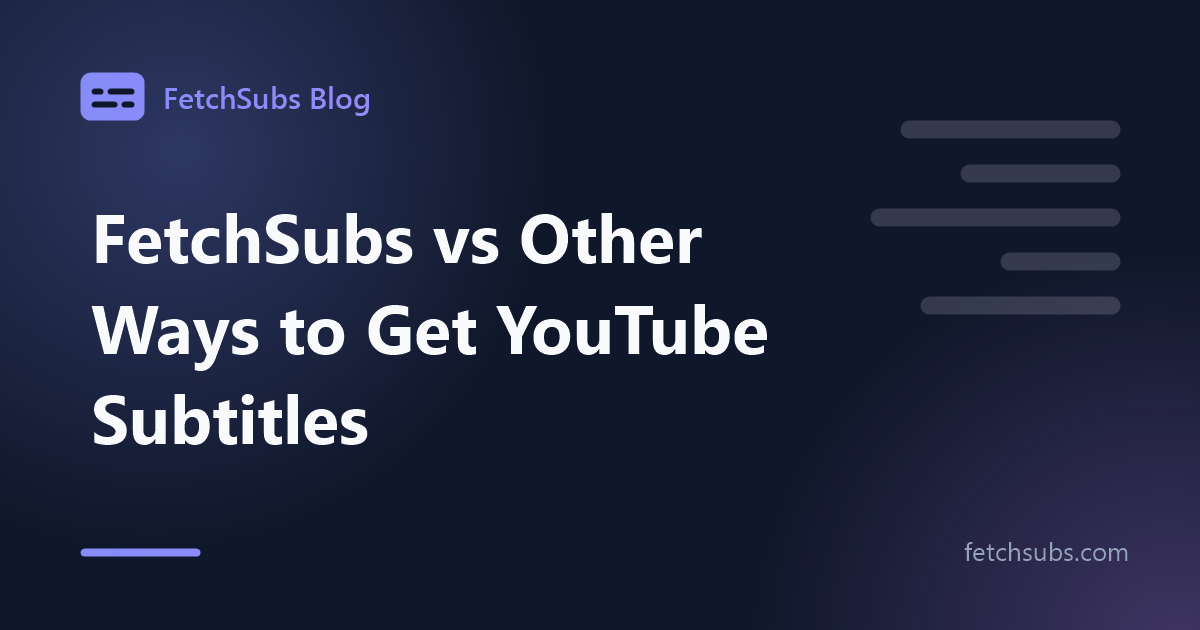 FetchSubs Blog
FetchSubs vs Other
Ways to Get YouTube
Subtitles
fetchsubs.com